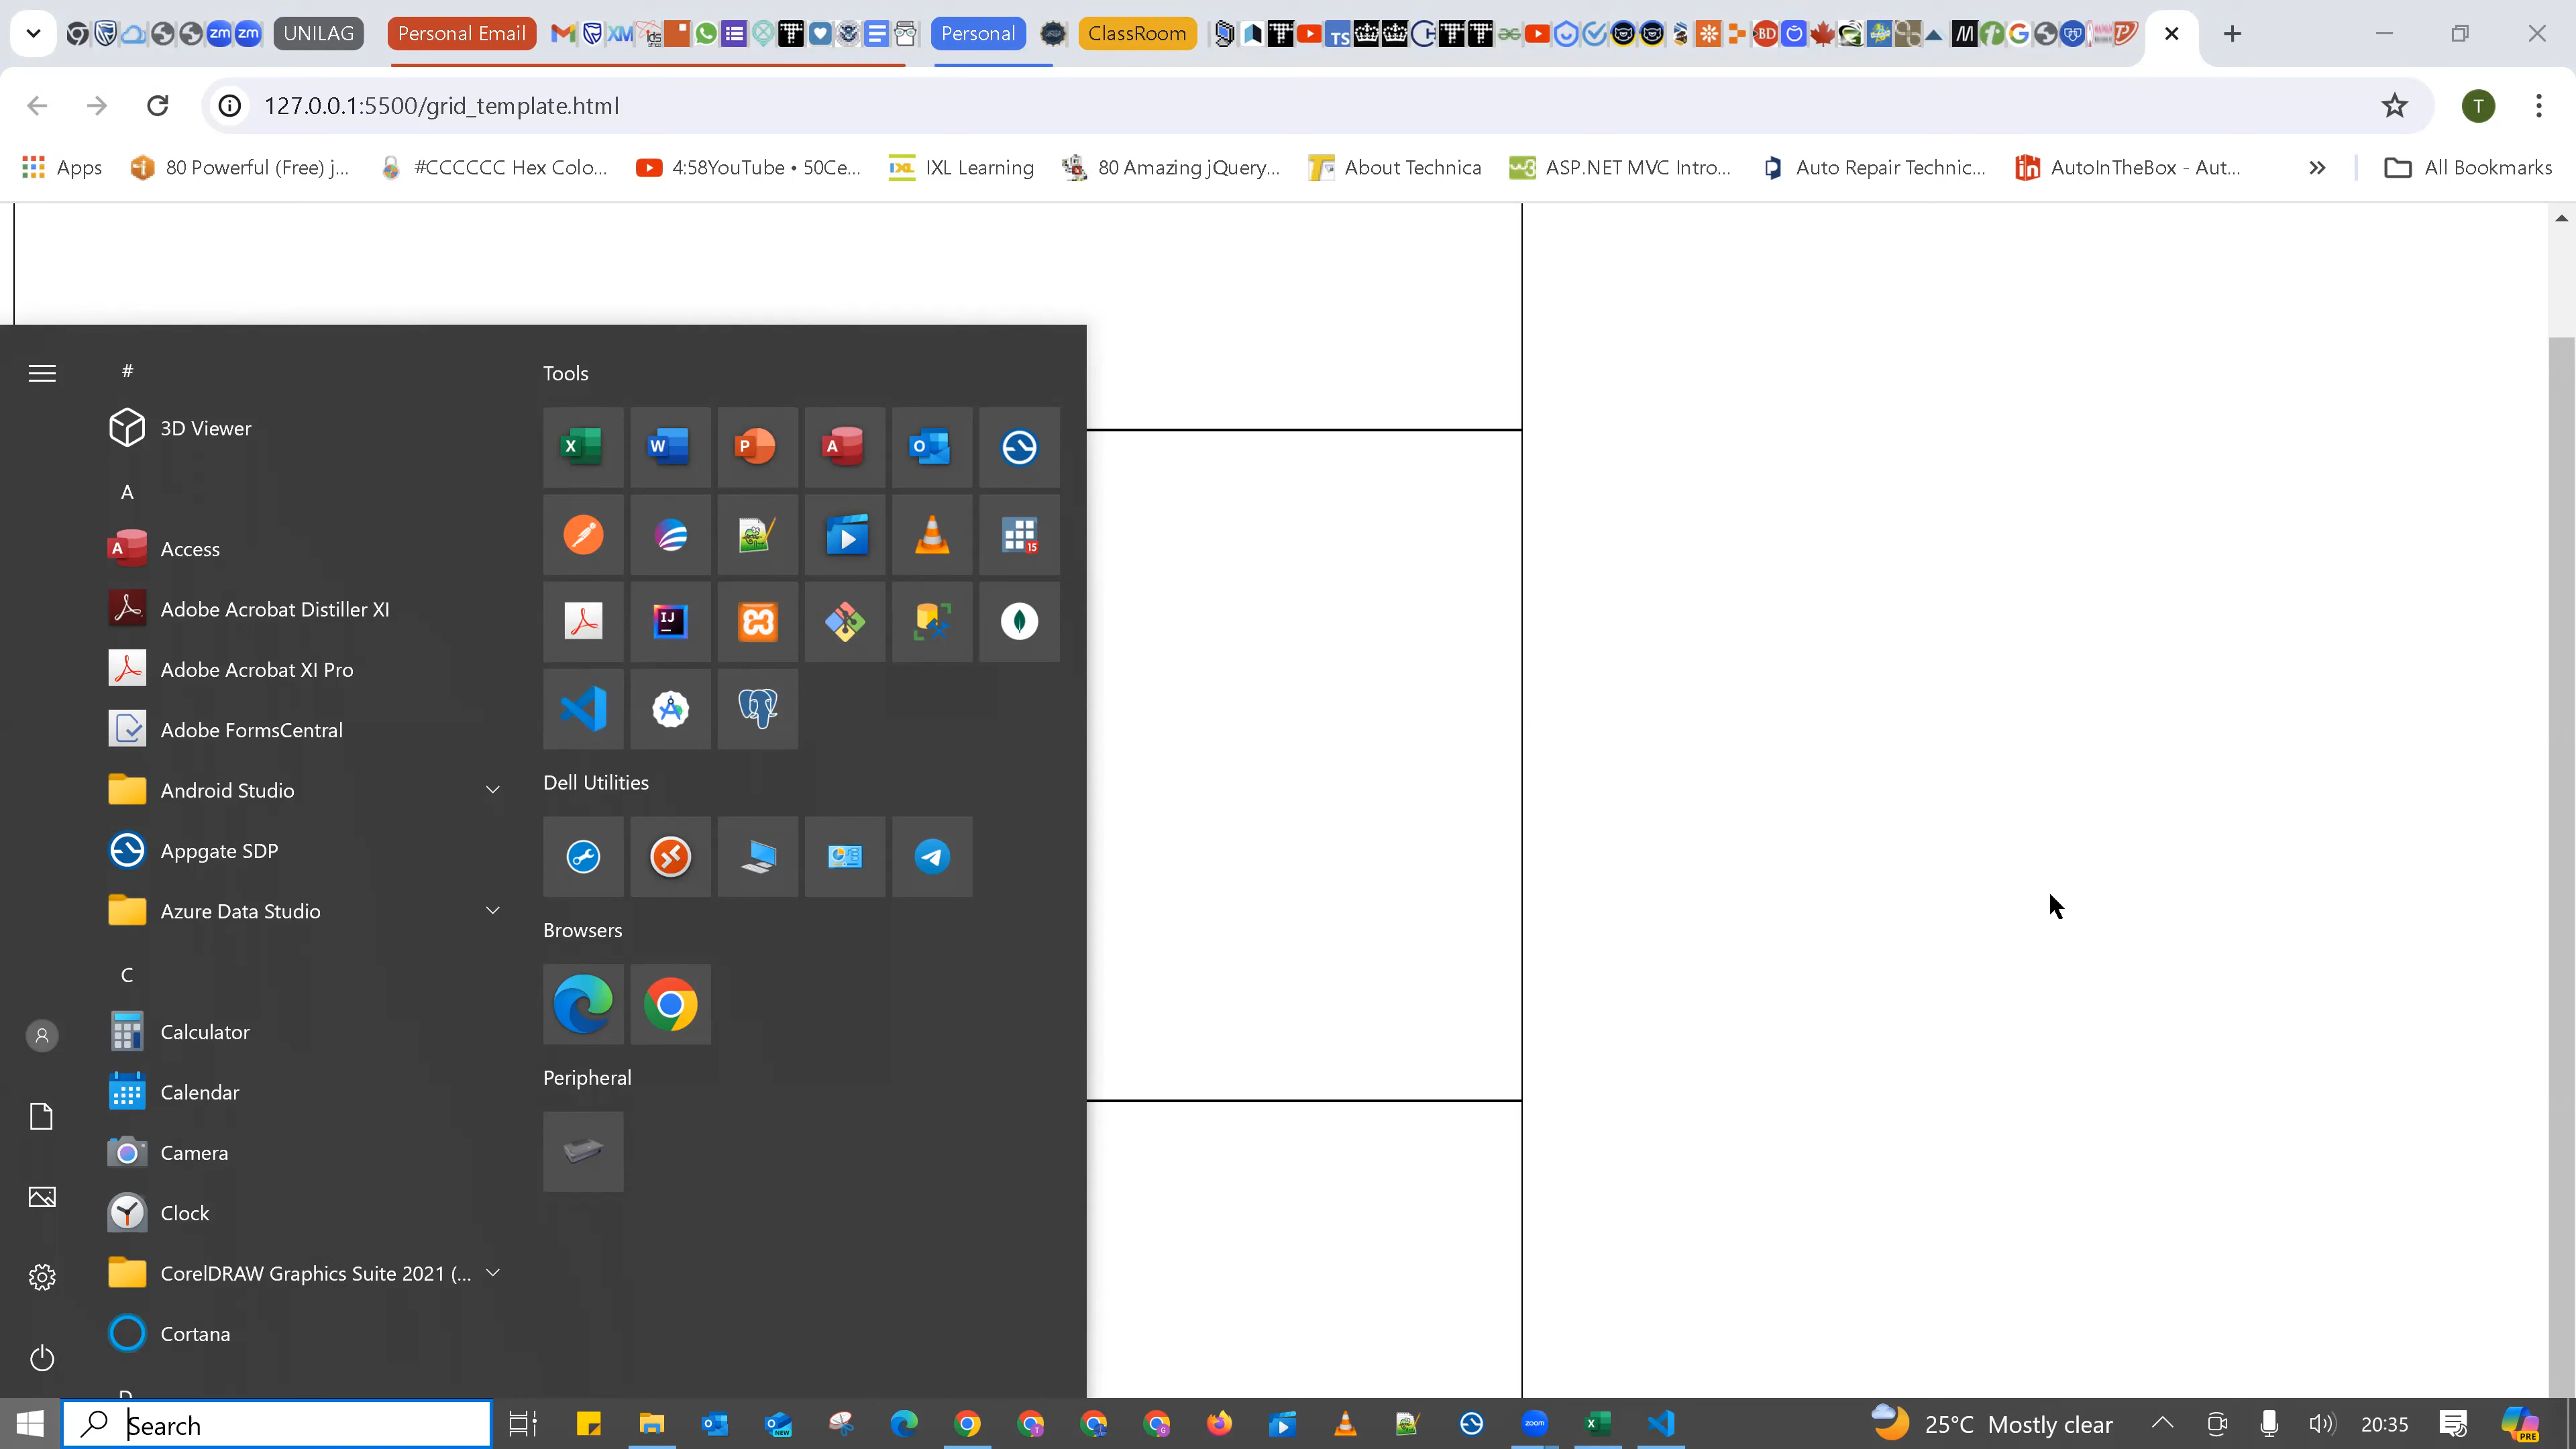 UNILAG
Personal Email
Personal
ClassRoom
127.0.0.1:5500/grid_template.html
T
Apps
80 Powerful (Free) j...
#CCCCCC Hex Colo...
4:58YouTube • 50Ce...
IXL Learning
80 Amazing jQuery...
About Technica
ASP.NET MVC Intro...
Auto Repair Technic...
AutoInTheBox - Aut...
All Bookmarks
#
3D Viewer
A
Access
Adobe Acrobat Distiller XI
Adobe Acrobat XI Pro
Adobe FormsCentral
Android Studio
Appgate SDP
Azure Data Studio
C
Calculator
Calendar
Camera
Clock
CorelDRAW Graphics Suite 2021 (...
Cortana
Tools
Dell Utilities
Browsers
Peripheral
Search
25°C Mostly clear
20:35